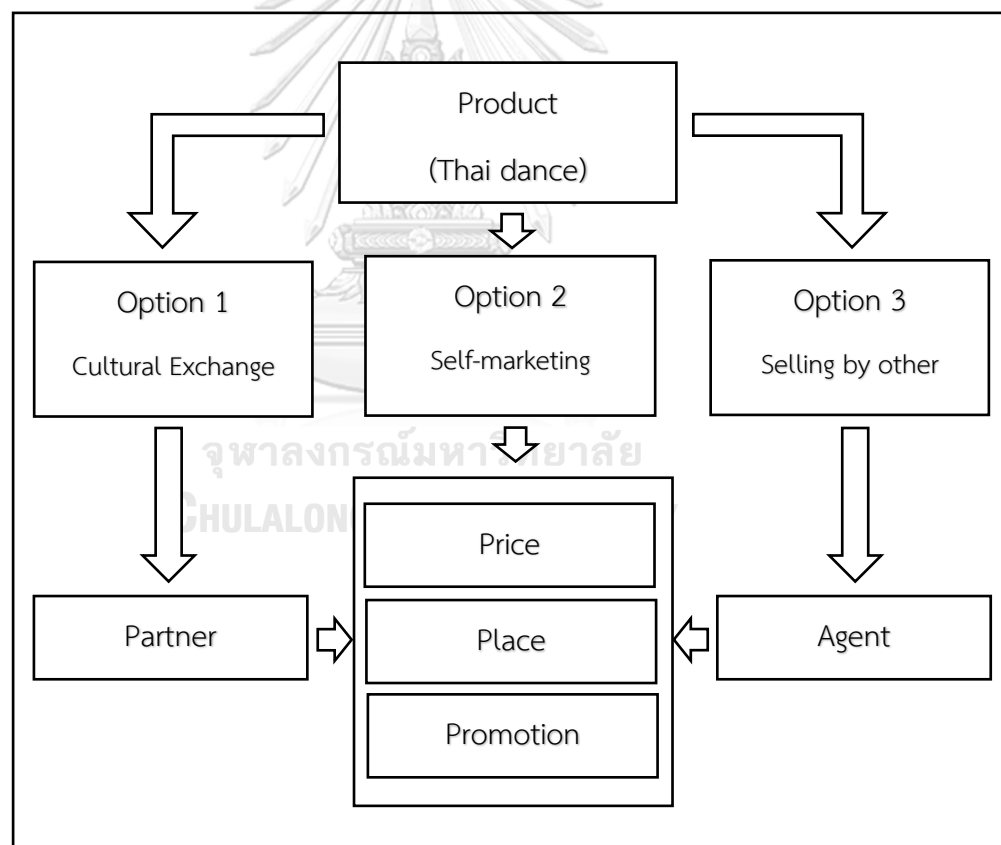 Product
(Thai dance)
Option 1
Cultural Exchange
Option 2
Self-marketing
Option 3
Selling by other
จุฬาลงกรณ์มหาวิทยาลัย
Price
Partner
Place
Agent
Promotion